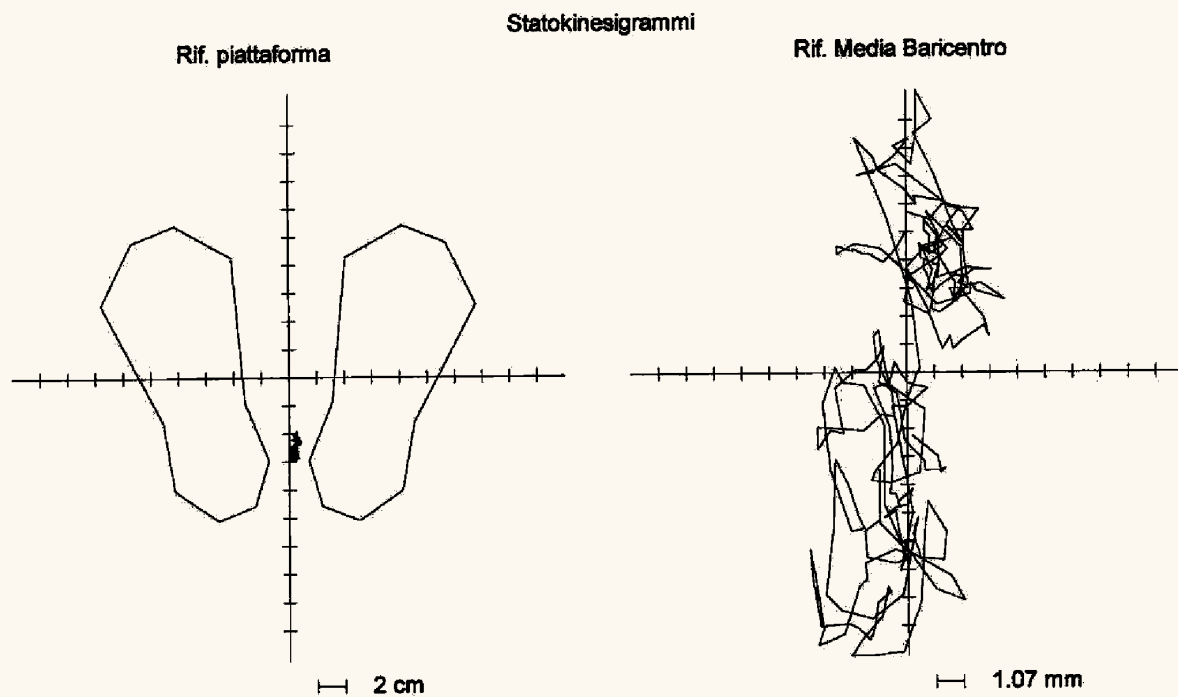 Statokinesigrammi
Rif. piattaforma
Rif. Media Baricentro
2 cm
1.07 mm